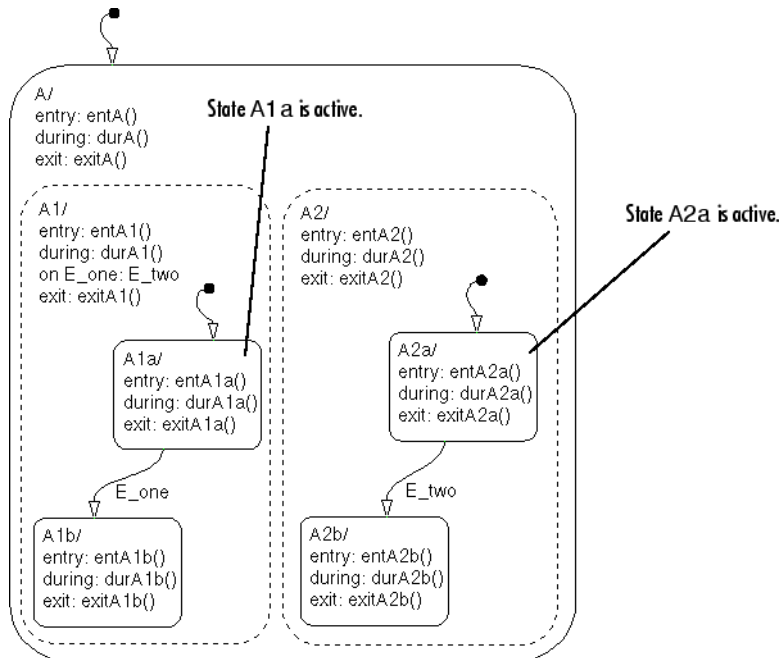 A/
entry: entA()
during: durA()
exit: exitA()
State A1a is active.
A1/
entry: entA1()
during: durA1()
on E_one: E_two
exit: exitA1()
A2/
entry: entA2()
during: durA2()
exit: exitA2()
State A2a is active.
A1a/
entry: entA1a()
during: durA1a()
exit: exitA1a()
A2a/
entry: entA2a()
during: durA2a()
exit: exitA2a()
E_one
E_two
A1b/
entry: entA1b()
during: durA1b()
exit: exitA1b()
A2b/
entry: entA2b()
during: durA2b()
exit: exitA2b()